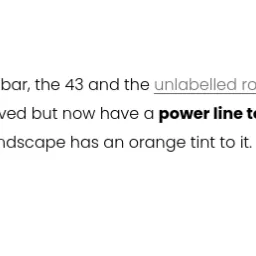 bar, the 43 and the unlabelled ro
ved but now have a power line t
ndscape has an orange tint to it.